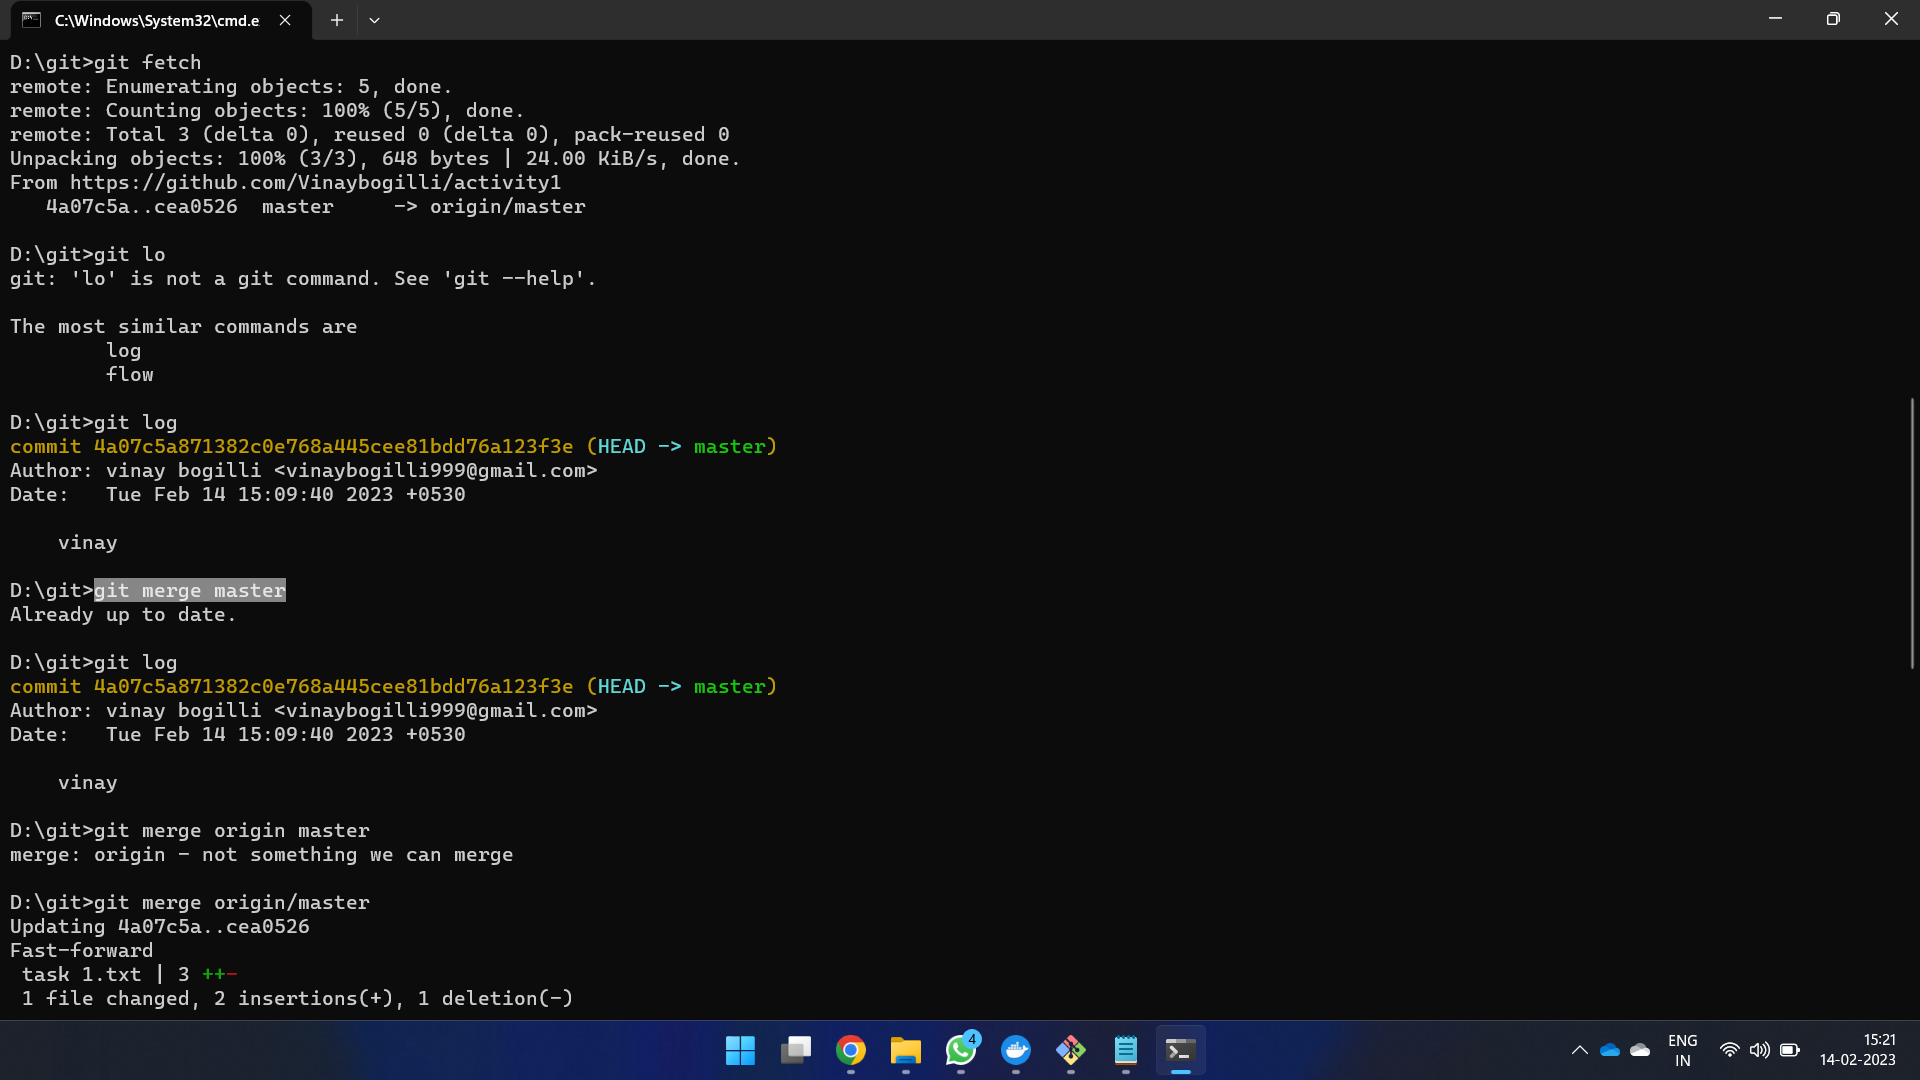 C:\Windows\System32\cmd.e
D:\git>git fetch
remote: Enumerating objects: 5, done.
remote: Counting objects: 100% (5/5), done.
remote: Total 3 (delta 0), reused 0 (delta 0), pack-reused 0
Unpacking objects: 100% (3/3), 648 bytes | 24.00 KiB/s, done.
From https://github.com/Vinaybogilli/activity1
   4a07c5a..cea0526  master     -> origin/master
D:\git>git lo
git: 'lo' is not a git command. See 'git --help'.
The most similar commands are
        log
        flow
D:\git>git log
commit 4a07c5a871382c0e768a445cee81bdd76a123f3e (HEAD -> master)
Author: vinay bogilli <vinaybogilli999@gmail.com>
Date:   Tue Feb 14 15:09:40 2023 +0530
    vinay
D:\git>git merge master
Already up to date.
D:\git>git log
commit 4a07c5a871382c0e768a445cee81bdd76a123f3e (HEAD -> master)
Author: vinay bogilli <vinaybogilli999@gmail.com>
Date:   Tue Feb 14 15:09:40 2023 +0530
    vinay
D:\git>git merge origin master
merge: origin - not something we can merge
D:\git>git merge origin/master
Updating 4a07c5a..cea0526
Fast-forward
 task 1.txt | 3 ++-
 1 file changed, 2 insertions(+), 1 deletion(-)
4
ENG
IN
15:21
14-02-2023